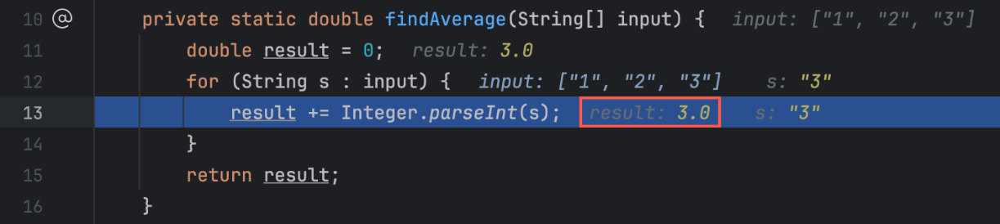 10 @ private static double findAverage(String[] input) { input: ["1", "2", "3"]
11 double result = 0; result: 3.0
12 for (String s : input) { input: ["1", "2", "3"] s: "3"
13 result += Integer.parseInt(s); result: 3.0 s: "3"
14 }
15 return result;
16 }